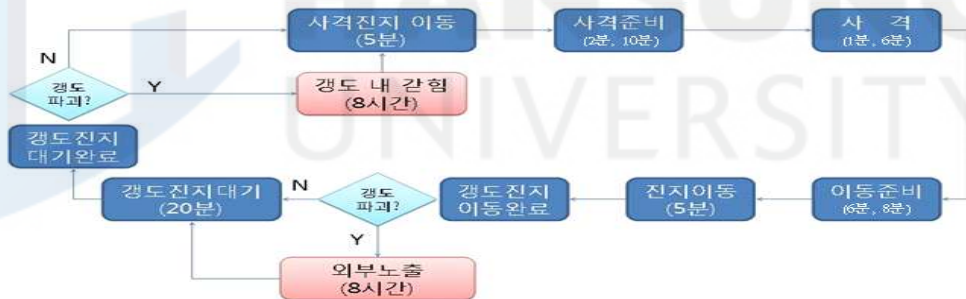 HANSUNG
UNIVERSITY
사격진지 이동
(5분)
사격준비
(2분, 10분)
사 격
(1분, 6분)
N
갱도
파괴?
Y
갱도 내 갇힘
(8시간)
갱도진지
대기완료
갱도진지대기
(20분)
N
갱도
파괴?
Y
갱도진지
이동완료
진지이동
(5분)
이동준비
(6분, 8분)
외부노출
(8시간)